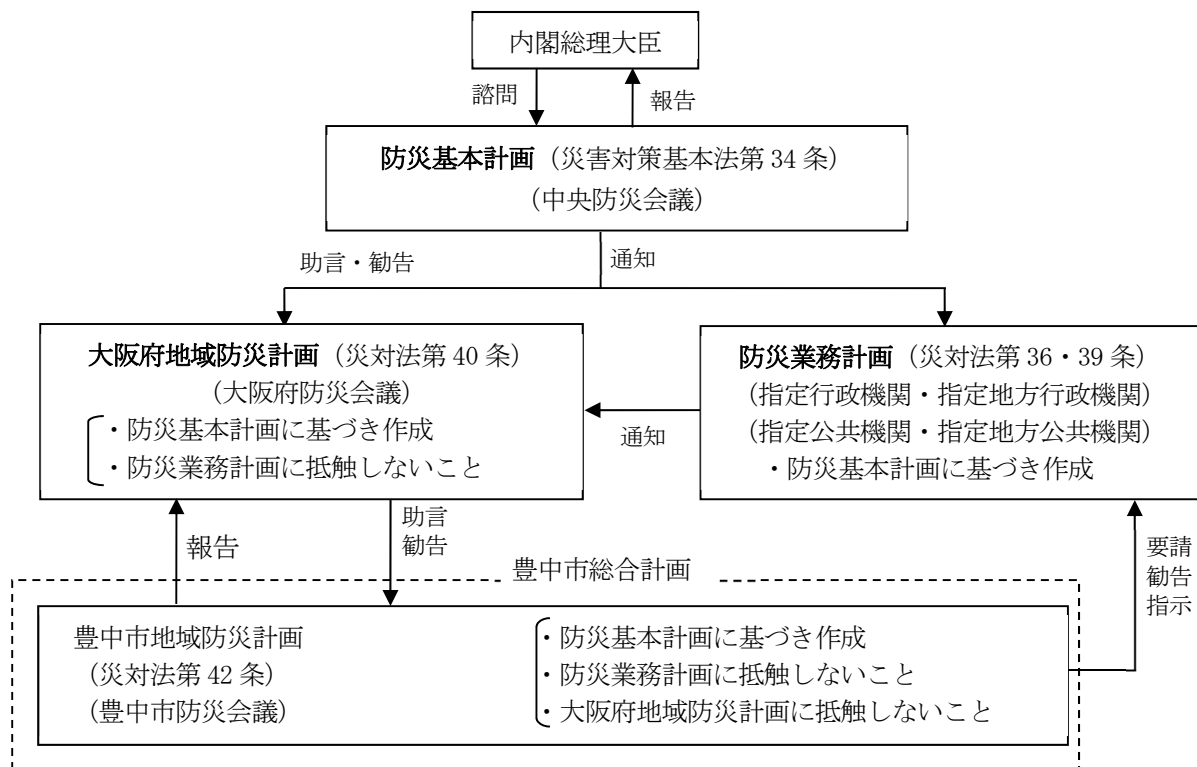 内閣総理大臣
諮問
報告
防災基本計画（災害対策基本法第 34 条）
（中央防災会議）
助言・勧告
通知
大阪府地域防災計画（災対法第 40 条）
（大阪府防災会議）
・防災基本計画に基づき作成
・防災業務計画に抵触しないこと
通知
防災業務計画（災対法第 36・39 条）
（指定行政機関・指定地方行政機関）
（指定公共機関・指定地方公共機関）
・防災基本計画に基づき作成
報告
助言
勧告
要請
勧告
指示
豊中市総合計画
豊中市地域防災計画
（災対法第 42 条）
（豊中市防災会議）
・防災基本計画に基づき作成
・防災業務計画に抵触しないこと
・大阪府地域防災計画に抵触しないこと